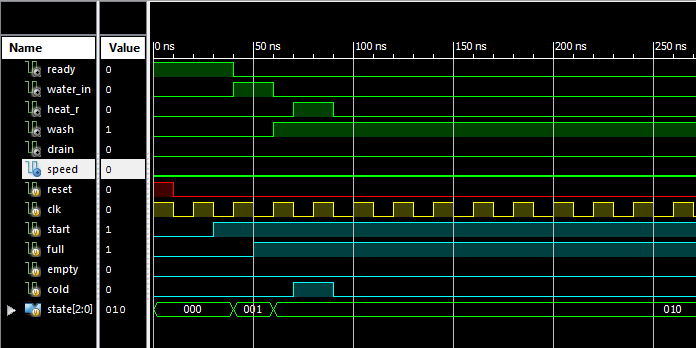 Name Value 0 ns 50 ns 100 ns 150 ns 200 ns 250 ns
ready 0
water_in 0
heat_r 0
wash 1
drain 0
speed 0
reset 0
clk 0
start 1
full 1
empty 0
cold 0
state[2:0] 010 000 001 010